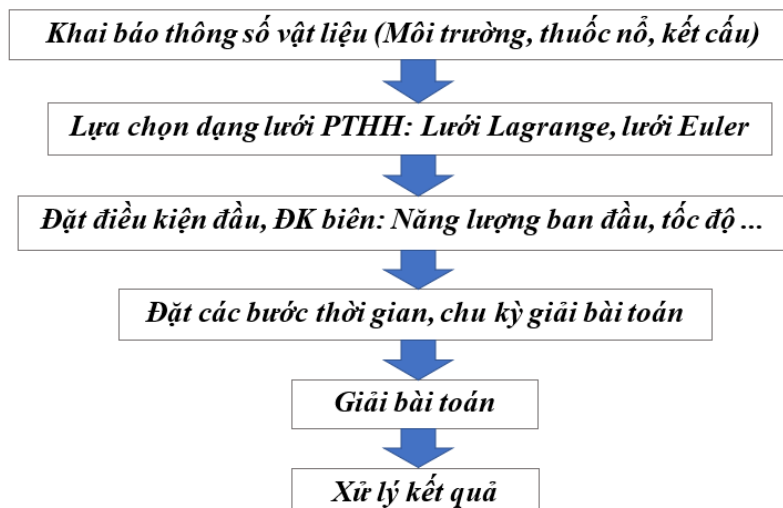 Khai báo thông số vật liệu (Môi trường, thuốc nổ, kết cấu)
Lựa chọn dạng lưới PTHH: Lưới Lagrange, lưới Euler
Đặt điều kiện đầu, ĐK biên: Năng lượng ban đầu, tốc độ ...
Đặt các bước thời gian, chu kỳ giải bài toán
Giải bài toán
Xử lý kết quả